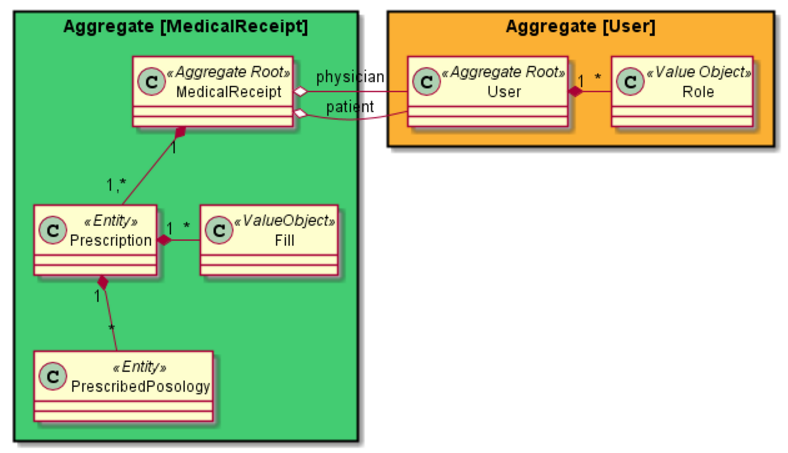 Aggregate [MedicalReceipt]
Aggregate [User]
C
«Aggregate Root»
MedicalReceipt
physician
patient
C
«Aggregate Root»
User
1 *
C
«Value Object»
Role
1
1,*
C
«Entity»
Prescription
1 *
C
«ValueObject»
Fill
1
*
C
«Entity»
PrescribedPosology